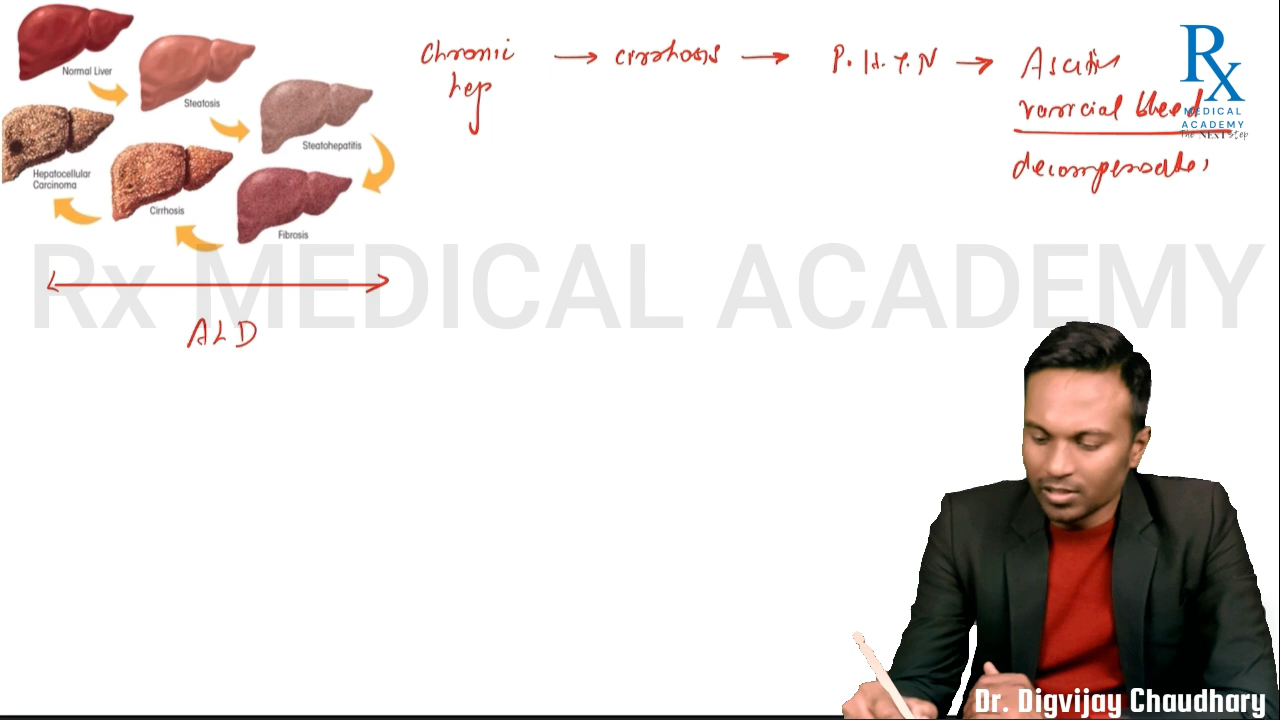 Normal Liver
Steatosis
Steatohepatitis
Fibrosis
Cirrhosis
Hepatocellular
Carcinoma
ALD
Chronic → cirrhosis → P.H.T.N → Ascites
hep
varicial bleed
decompensation
Rx
MEDICAL
ACADEMY
The NEXT Step
Rx MEDICAL ACADEMY
Dr. Digvijay Chaudhary